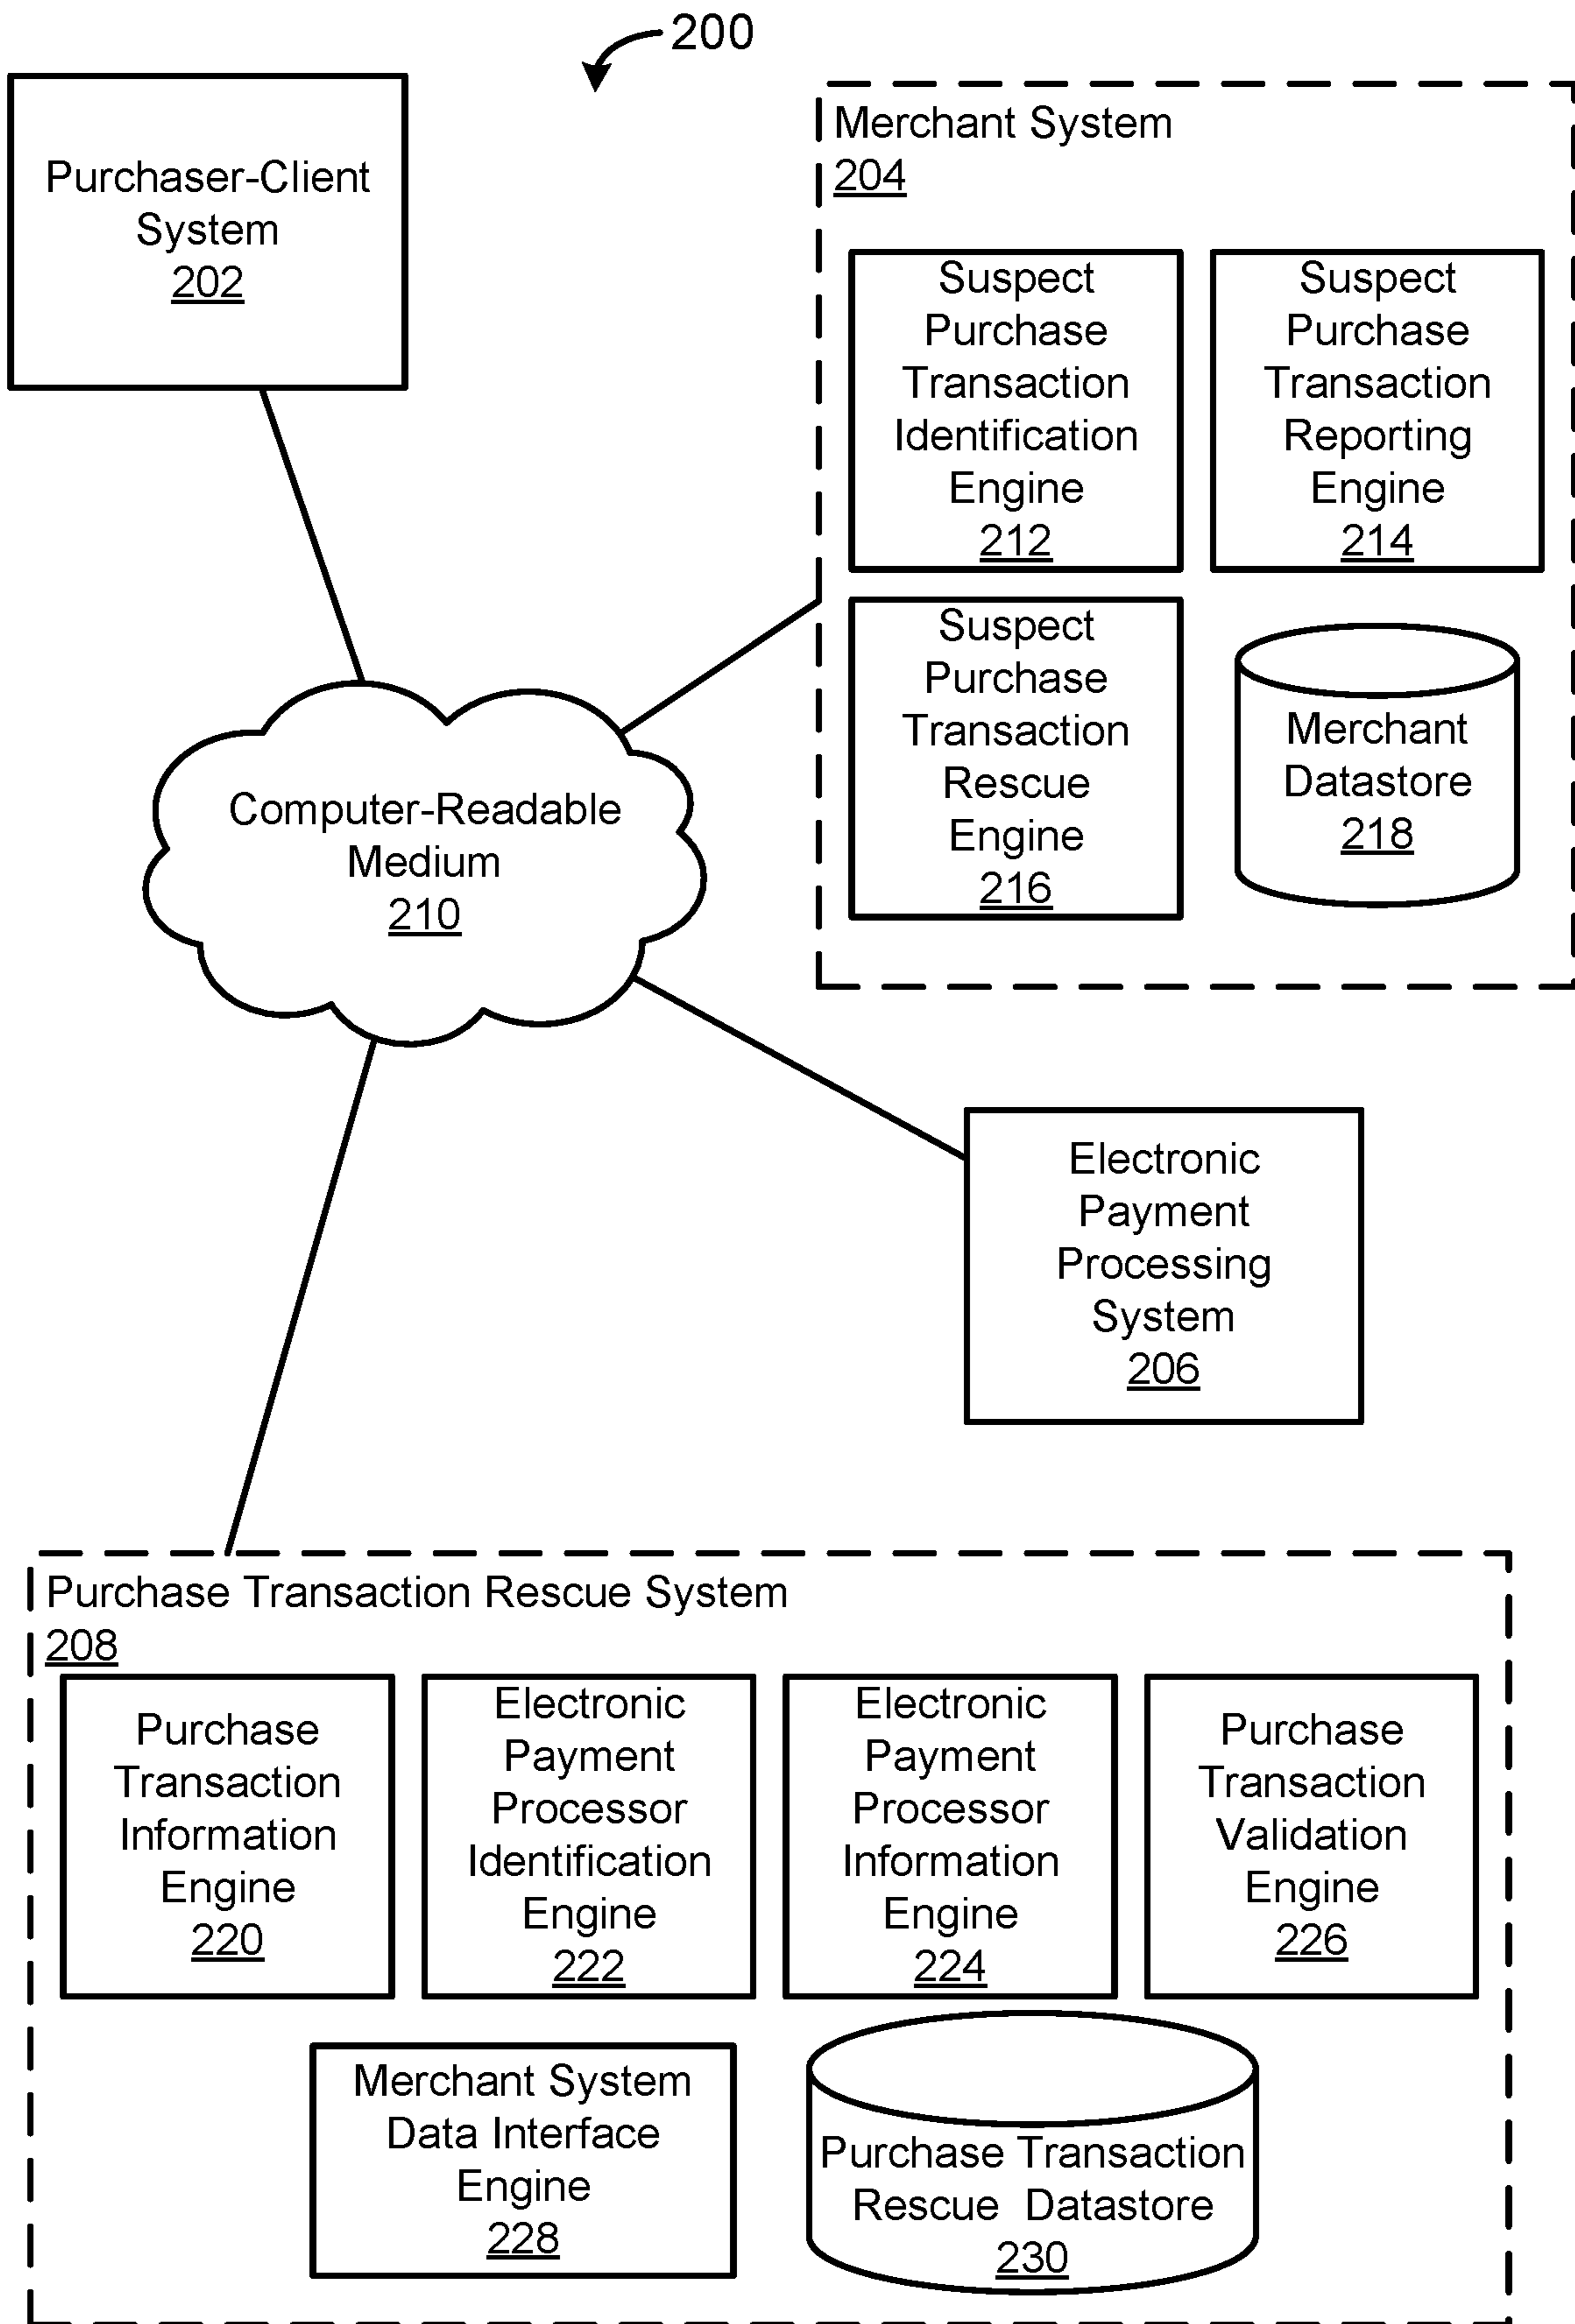 200
Purchaser-Client
System
202
Merchant System
204
Suspect
Purchase
Transaction
Identification
Engine
212
Suspect
Purchase
Transaction
Reporting
Engine
214
Suspect
Purchase
Transaction
Rescue
Engine
216
Merchant
Datastore
218
Computer-Readable
Medium
210
Electronic
Payment
Processing
System
206
Purchase Transaction Rescue System
208
Purchase
Transaction
Information
Engine
220
Electronic
Payment
Processor
Identification
Engine
222
Electronic
Payment
Processor
Information
Engine
224
Purchase
Transaction
Validation
Engine
226
Merchant System
Data Interface
Engine
228
Purchase Transaction
Rescue Datastore
230